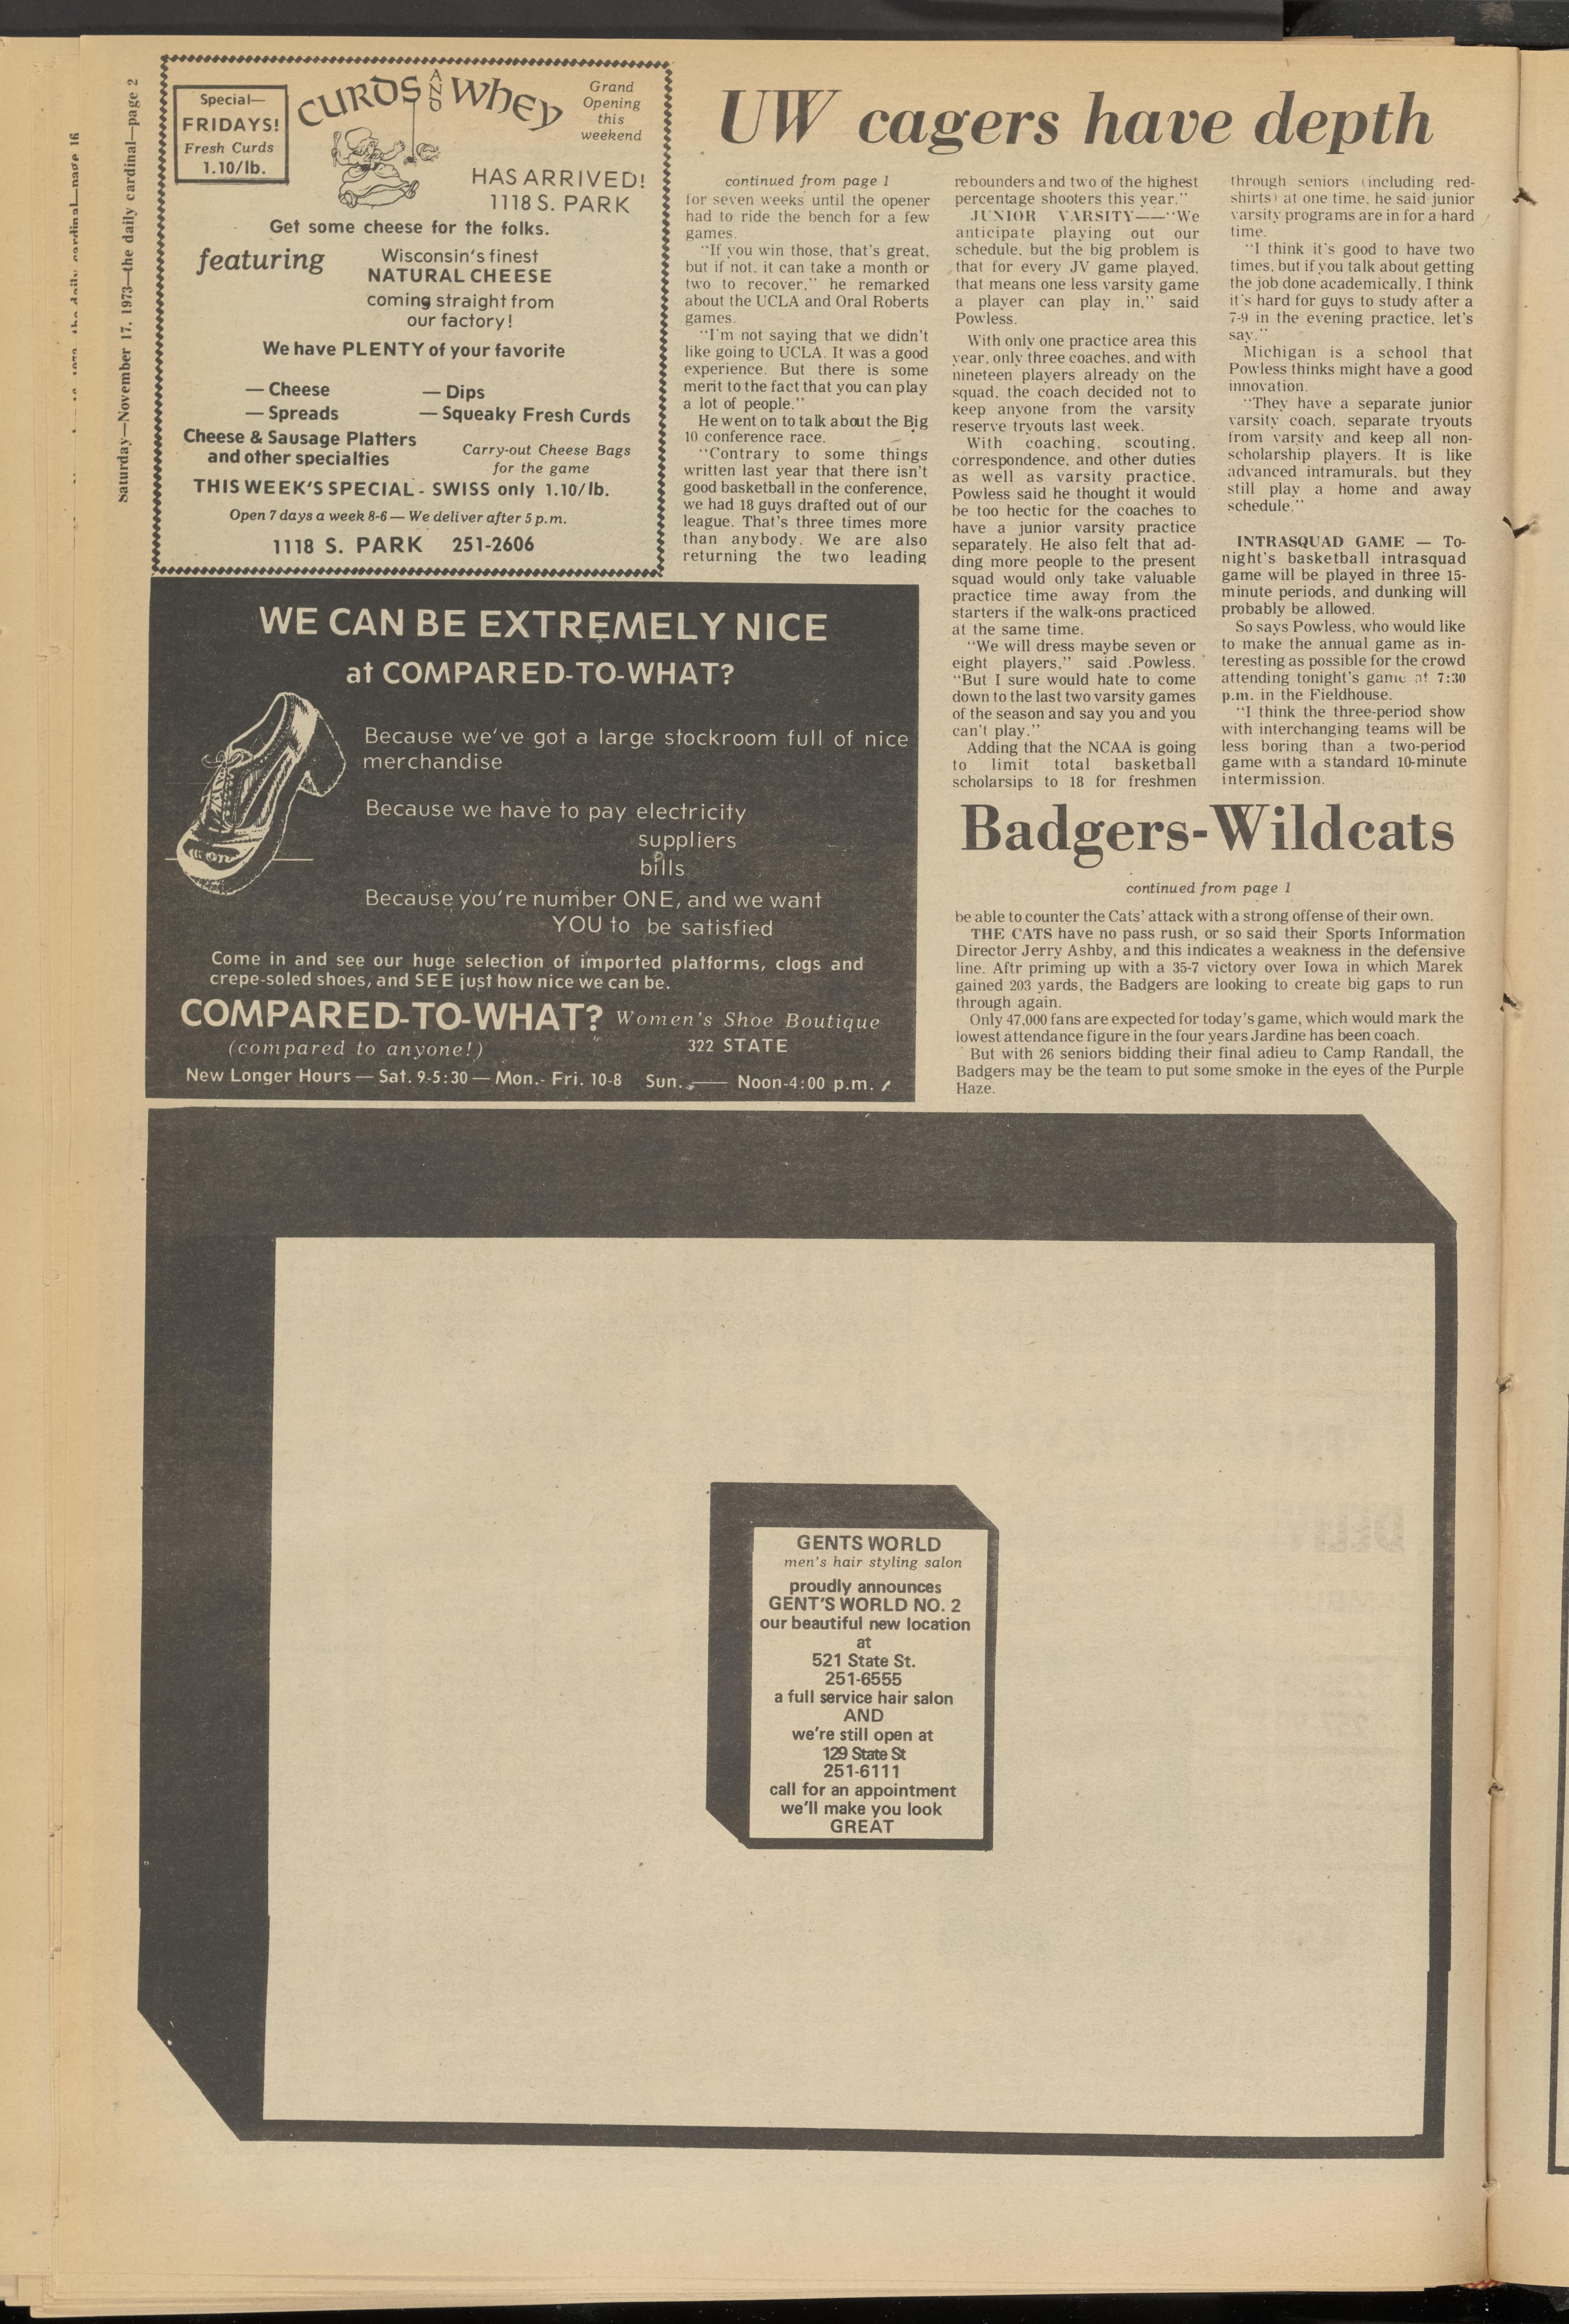 Saturday—November 17, 1973—the daily cardinal—page 2
Special—
FRIDAYS!
Fresh Curds
1.10/lb.
CURDS AND Whey
Grand
Opening
this
weekend
HAS ARRIVED!
1118 S. PARK
Get some cheese for the folks.
featuring
Wisconsin's finest
NATURAL CHEESE
coming straight from
our factory!
We have PLENTY of your favorite
— Cheese
— Dips
— Spreads
— Squeaky Fresh Curds
Cheese & Sausage Platters
and other specialties
Carry-out Cheese Bags
for the game
THIS WEEK'S SPECIAL - SWISS only 1.10/lb.
Open 7 days a week 8-6 — We deliver after 5 p.m.
1118 S. PARK 251-2606
WE CAN BE EXTREMELY NICE
at COMPARED-TO-WHAT?
Because we've got a large stockroom full of nice
merchandise
Because we have to pay electricity
suppliers
bills
Because you're number ONE, and we want
YOU to be satisfied
Come in and see our huge selection of imported platforms, clogs and
crepe-soled shoes, and SEE just how nice we can be.
COMPARED-TO-WHAT? Women's Shoe Boutique
(compared to anyone!)
322 STATE
New Longer Hours — Sat. 9-5:30 — Mon.- Fri. 10-8 Sun. — Noon-4:00 p.m.
UW cagers have depth
continued from page 1
for seven weeks until the opener
had to ride the bench for a few
games.
"If you win those, that's great,
but if not, it can take a month or
two to recover," he remarked
about the UCLA and Oral Roberts
games.
"I'm not saying that we didn't
like going to UCLA. It was a good
experience. But there is some
merit to the fact that you can play
a lot of people."
He went on to talk about the Big
10 conference race.
"Contrary to some things
written last year that there isn't
good basketball in the conference,
we had 18 guys drafted out of our
league. That's three times more
than anybody. We are also
returning the two leading
rebounders and two of the highest
percentage shooters this year."
JUNIOR VARSITY——"We
anticipate playing out our
schedule, but the big problem is
that for every JV game played,
that means one less varsity game
a player can play in," said
Powless.
With only one practice area this
year, only three coaches, and with
nineteen players already on the
squad, the coach decided not to
keep anyone from the varsity
reserve tryouts last week.
With coaching, scouting,
correspondence, and other duties
as well as varsity practice,
Powless said he thought it would
be too hectic for the coaches to
have a junior varsity practice
separately. He also felt that ad-
ding more people to the present
squad would only take valuable
practice time away from the
starters if the walk-ons practiced
at the same time.
"We will dress maybe seven or
eight players," said .Powless.
"But I sure would hate to come
down to the last two varsity games
of the season and say you and you
can't play."
Adding that the NCAA is going
to limit total basketball
scholarsips to 18 for freshmen
through seniors (including red-
shirts) at one time, he said junior
varsity programs are in for a hard
time.
"I think it's good to have two
times, but if you talk about getting
the job done academically, I think
it's hard for guys to study after a
7-9 in the evening practice, let's
say."
Michigan is a school that
Powless thinks might have a good
innovation.
"They have a separate junior
varsity coach, separate tryouts
from varsity and keep all non-
scholarship players. It is like
advanced intramurals, but they
still play a home and away
schedule."
INTRASQUAD GAME — To-
night's basketball intrasquad
game will be played in three 15-
minute periods, and dunking will
probably be allowed.
So says Powless, who would like
to make the annual game as in-
teresting as possible for the crowd
attending tonight's game at 7:30
p.m. in the Fieldhouse.
"I think the three-period show
with interchanging teams will be
less boring than a two-period
game with a standard 10-minute
intermission.
Badgers-Wildcats
continued from page 1
be able to counter the Cats' attack with a strong offense of their own.
THE CATS have no pass rush, or so said their Sports Information
Director Jerry Ashby, and this indicates a weakness in the defensive
line. Aftr priming up with a 35-7 victory over Iowa in which Marek
gained 203 yards, the Badgers are looking to create big gaps to run
through again.
Only 47,000 fans are expected for today's game, which would mark the
lowest attendance figure in the four years Jardine has been coach.
But with 26 seniors bidding their final adieu to Camp Randall, the
Badgers may be the team to put some smoke in the eyes of the Purple
Haze.
GENTS WORLD
men's hair styling salon
proudly announces
GENT'S WORLD NO. 2
our beautiful new location
at
521 State St.
251-6555
a full service hair salon
AND
we're still open at
129 State St
251-6111
call for an appointment
we'll make you look
GREAT